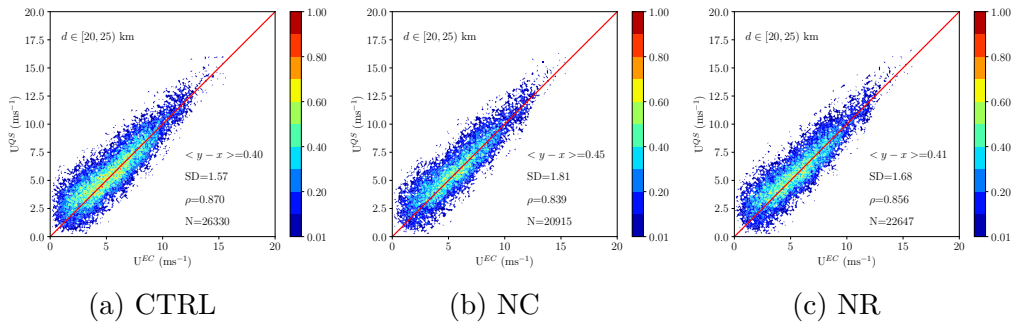 20.0
17.5
15.0
12.5
10.0
7.5
5.0
2.5
0.0
U^{QS} (ms^{-1})
d ∈ [20, 25) km
< y − x >=0.40
SD=1.57
ρ=0.870
N=26330
0 5 10 15 20
U^{EC} (ms^{-1})
1.00
0.80
0.60
0.40
0.20
0.01
(a) CTRL
20.0
17.5
15.0
12.5
10.0
7.5
5.0
2.5
0.0
U^{QS} (ms^{-1})
d ∈ [20, 25) km
< y − x >=0.45
SD=1.81
ρ=0.839
N=20915
0 5 10 15 20
U^{EC} (ms^{-1})
1.00
0.80
0.60
0.40
0.20
0.01
(b) NC
20.0
17.5
15.0
12.5
10.0
7.5
5.0
2.5
0.0
U^{QS} (ms^{-1})
d ∈ [20, 25) km
< y − x >=0.41
SD=1.68
ρ=0.856
N=22647
0 5 10 15 20
U^{EC} (ms^{-1})
1.00
0.80
0.60
0.40
0.20
0.01
(c) NR